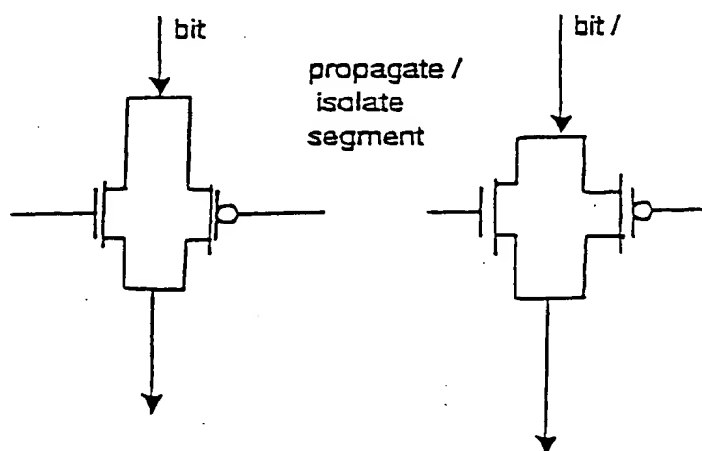 bit
propagate /
isolate
segment
bit /